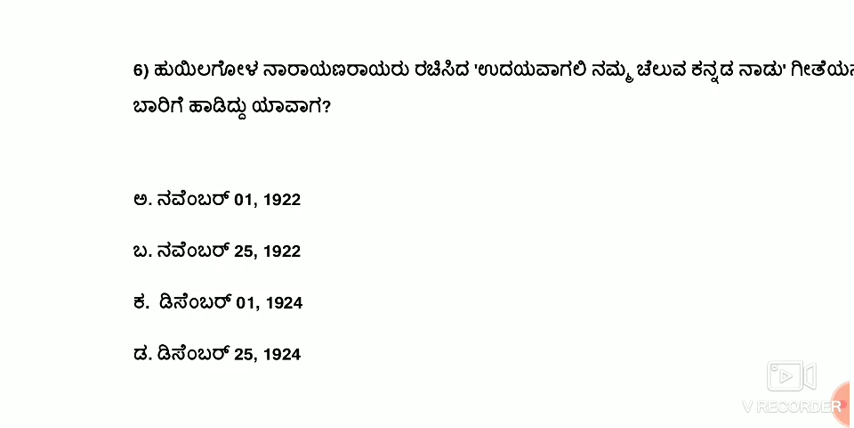 6) ಹುಯಿಲಗೋಳ ನಾರಾಯಣರಾಯರು ರಚಿಸಿದ 'ಉದಯವಾಗಲಿ ನಮ್ಮ ಚೆಲುವ ಕನ್ನಡ ನಾಡು'
ಬಾರಿಗೆ ಹಾಡಿದ್ದು ಯಾವಾಗ?
ಅ. ನವೆಂಬರ್ 01, 1922
ಬ. ನವೆಂಬರ್ 25, 1922
ಕ. ಡಿಸೆಂಬರ್ 01, 1924
ಡ. ಡಿಸೆಂಬರ್ 25, 1924
V RECORDER